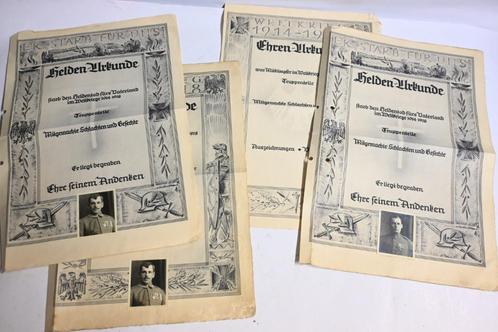 ER STARB FÜR UNS!
Helden-Urkunde
starb den Heldentod fürs Vaterland
im Weltkriege 1914-1918
Truppenteile
Mitgemachte Schlachten und Gefechte
Er liegt begraben
Ehre seinem Andenken
WELTKRIEG
1914-19
Ehren-Urkunde
war Mitkämpfer im
Truppenteile
Mitgemachte Schlachten
Auszeichnungen
ER STARB FÜR UNS!
Helden-Urkunde
starb den Heldentod fürs Vaterland
im Weltkriege 1914-1918
Truppenteile
Mitgemachte Schlachten und Gefechte
Er liegt begraben
Ehre seinem Andenken